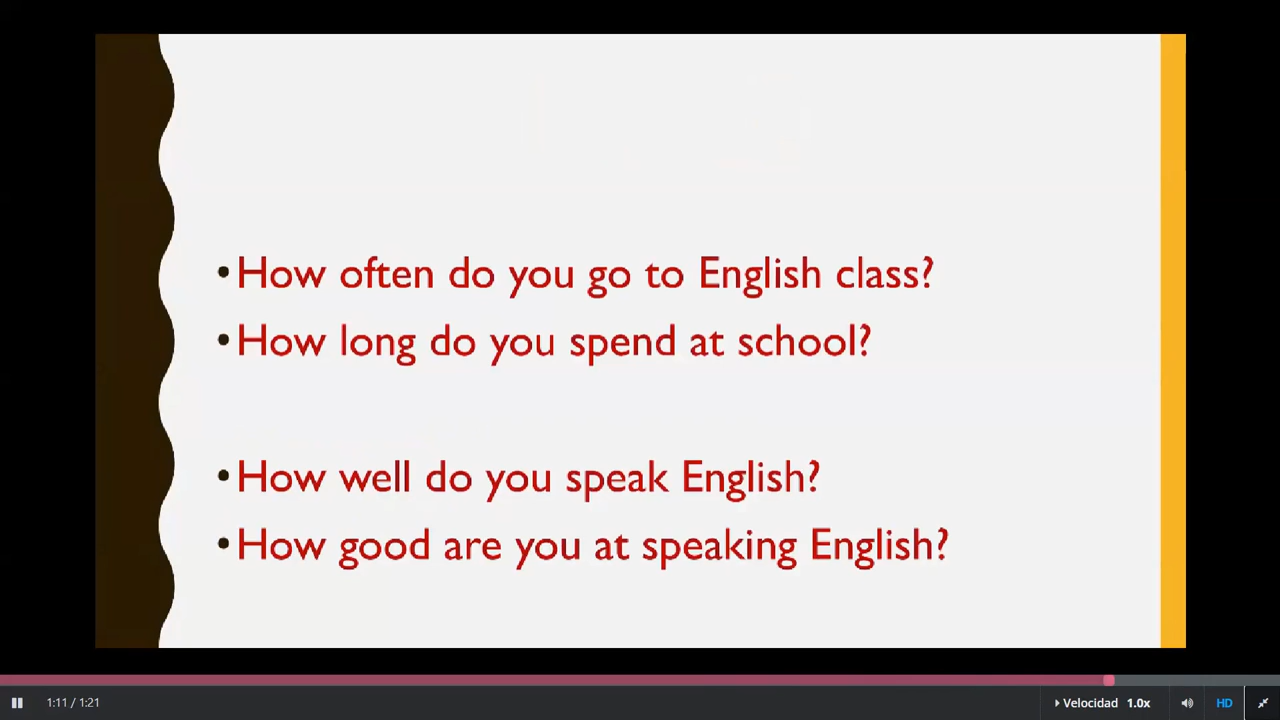 •How often do you go to English class?
•How long do you spend at school?
•How well do you speak English?
•How good are you at speaking English?
1:11 / 1:21
Velocidad 1.0x
HD